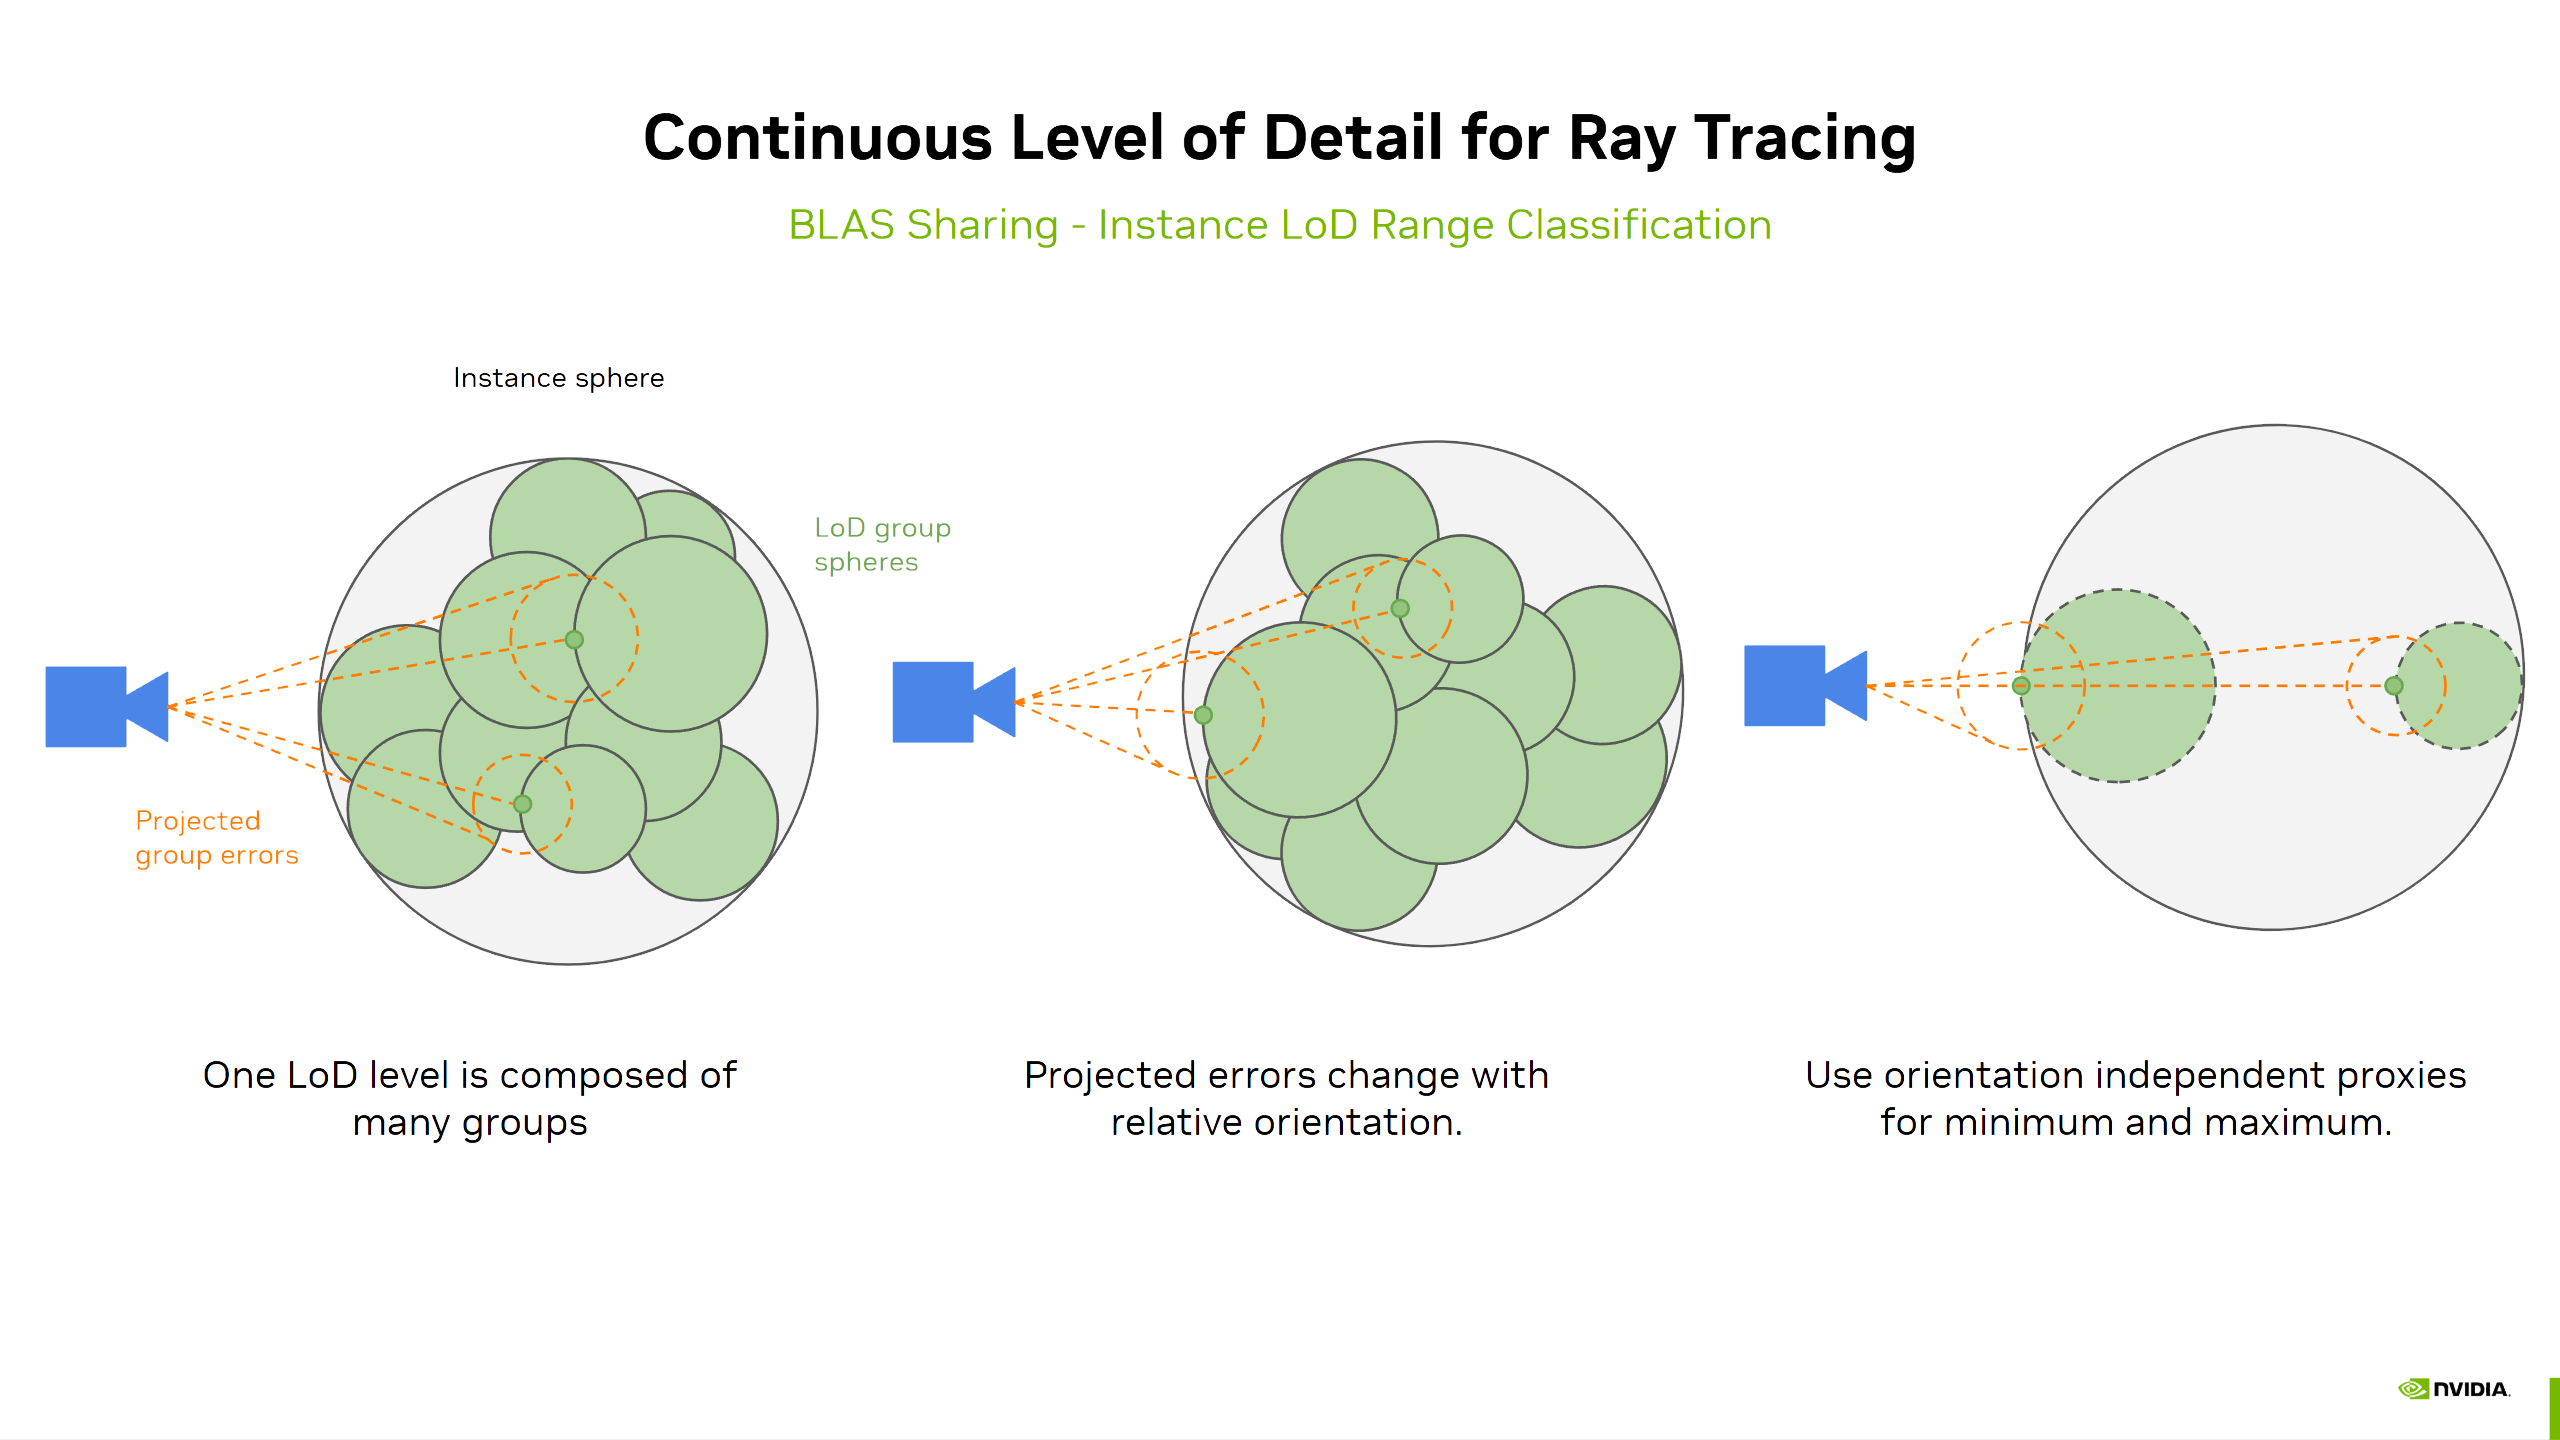 Continuous Level of Detail for Ray Tracing
BLAS Sharing - Instance LoD Range Classification
Instance sphere
LoD group
spheres
Projected
group errors
One LoD level is composed of
many groups
Projected errors change with
relative orientation.
Use orientation independent proxies
for minimum and maximum.
NVIDIA.